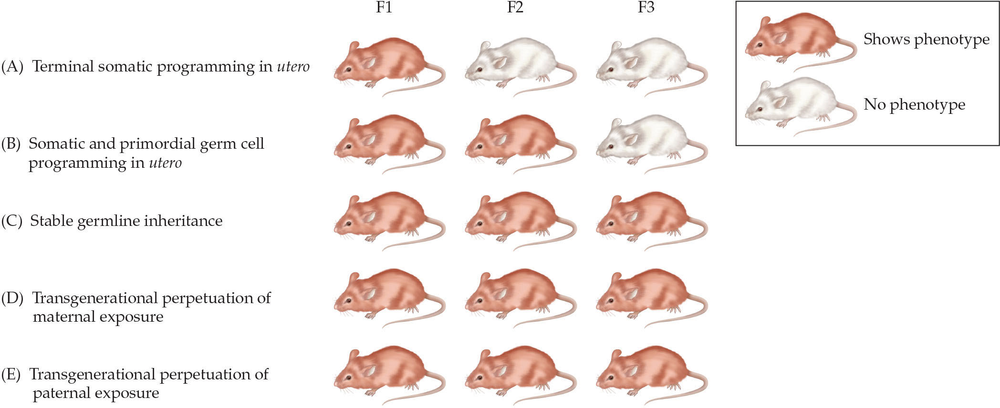 F1 F2 F3
Shows phenotype
No phenotype
(A) Terminal somatic programming in utero
(B) Somatic and primordial germ cell
programming in utero
(C) Stable germline inheritance
(D) Transgenerational perpetuation of
maternal exposure
(E) Transgenerational perpetuation of
paternal exposure